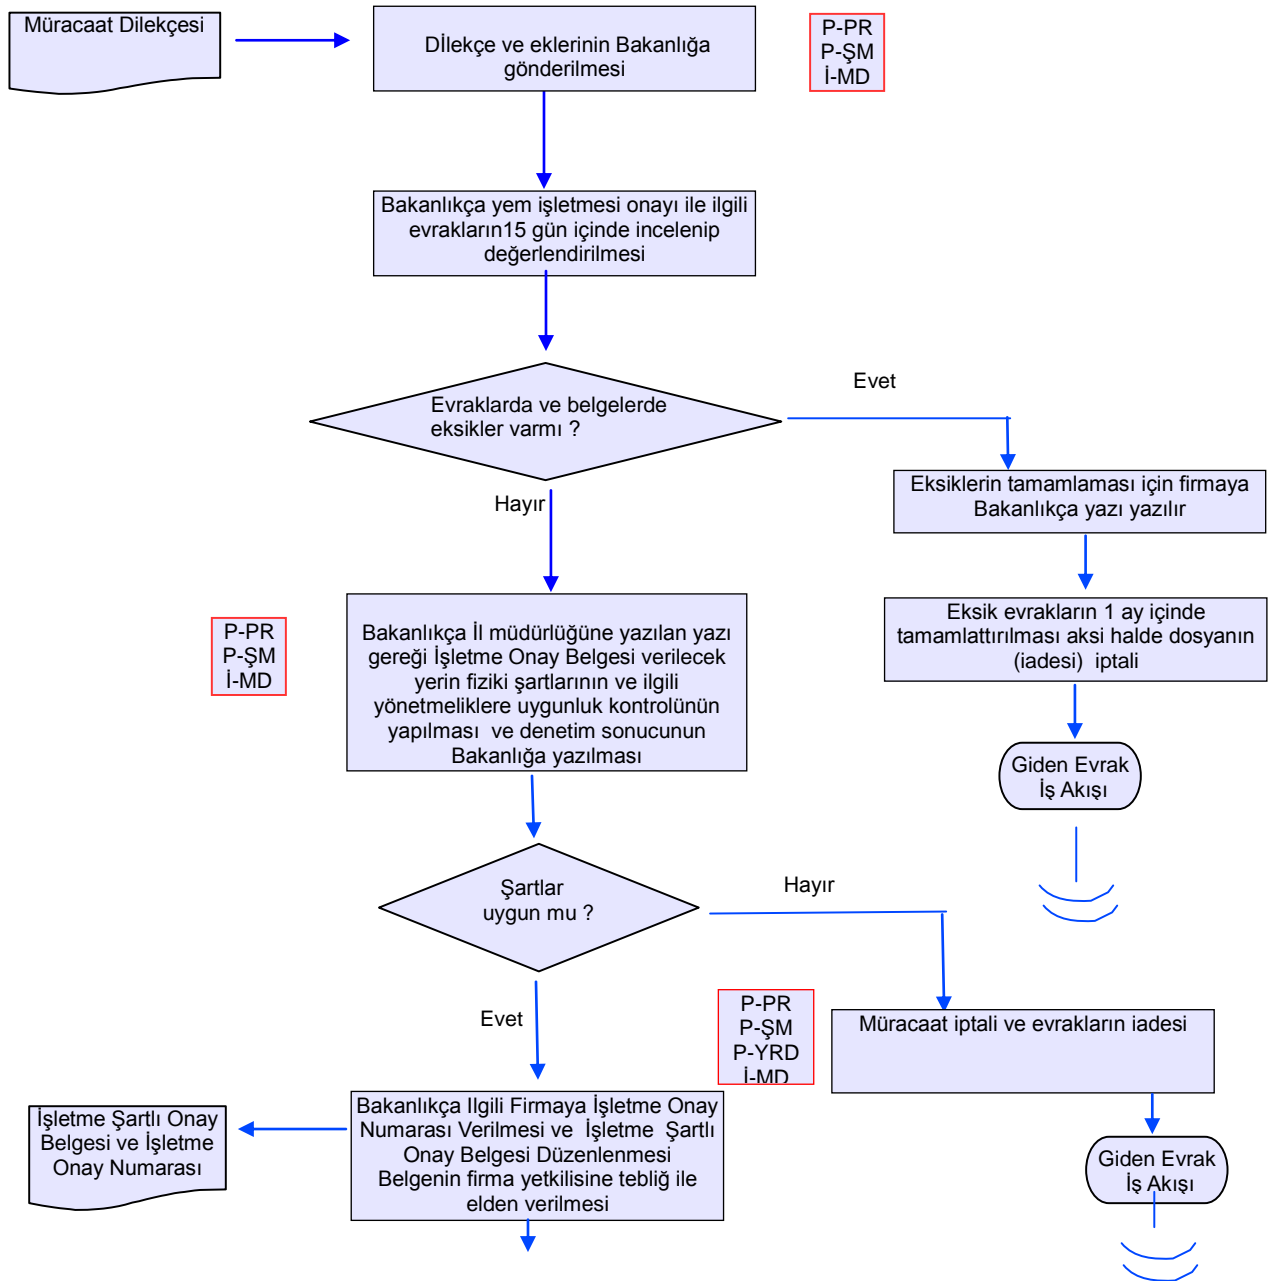 Müracaat Dilekçesi
Dİlekçe ve eklerinin Bakanlığa
gönderilmesi
P-PR
P-ŞM
İ-MD
Bakanlıkça yem işletmesi onayı ile ilgili
evrakların15 gün içinde incelenip
değerlendirilmesi
Evraklarda ve belgelerde
eksikler varmı ?
Evet
Eksiklerin tamamlaması için firmaya
Bakanlıkça yazı yazılır
Hayır
Eksik evrakların 1 ay içinde
tamamlattırılması aksi halde dosyanın
(iadesi) iptali
P-PR
P-ŞM
İ-MD
Bakanlıkça İl müdürlüğüne yazılan yazı
gereği İşletme Onay Belgesi verilecek
yerin fiziki şartlarının ve ilgili
yönetmeliklere uygunluk kontrolünün
yapılması ve denetim sonucunun
Bakanlığa yazılması
Giden Evrak
İş Akışı
Şartlar
uygun mu ?
Hayır
Evet
P-PR
P-ŞM
P-YRD
İ-MD
Müracaat iptali ve evrakların iadesi
İşletme Şartlı Onay
Belgesi ve İşletme
Onay Numarası
Bakanlıkça Ilgili Firmaya İşletme Onay
Numarası Verilmesi ve İşletme Şartlı
Onay Belgesi Düzenlenmesi
Belgenin firma yetkilisine tebliğ ile
elden verilmesi
Giden Evrak
İş Akışı